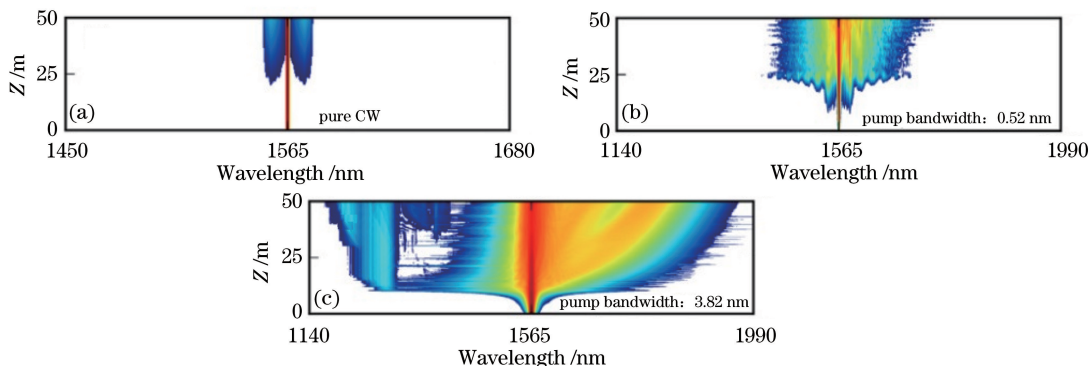 50
25
0
Z /m
(a)
pure CW
1450
1565
1680
Wavelength /nm
50
25
0
Z /m
(b)
pump bandwidth：0.52 nm
1140
1565
1990
Wavelength /nm
50
25
0
Z /m
(c)
pump bandwidth：3.82 nm
1140
1565
1990
Wavelength /nm